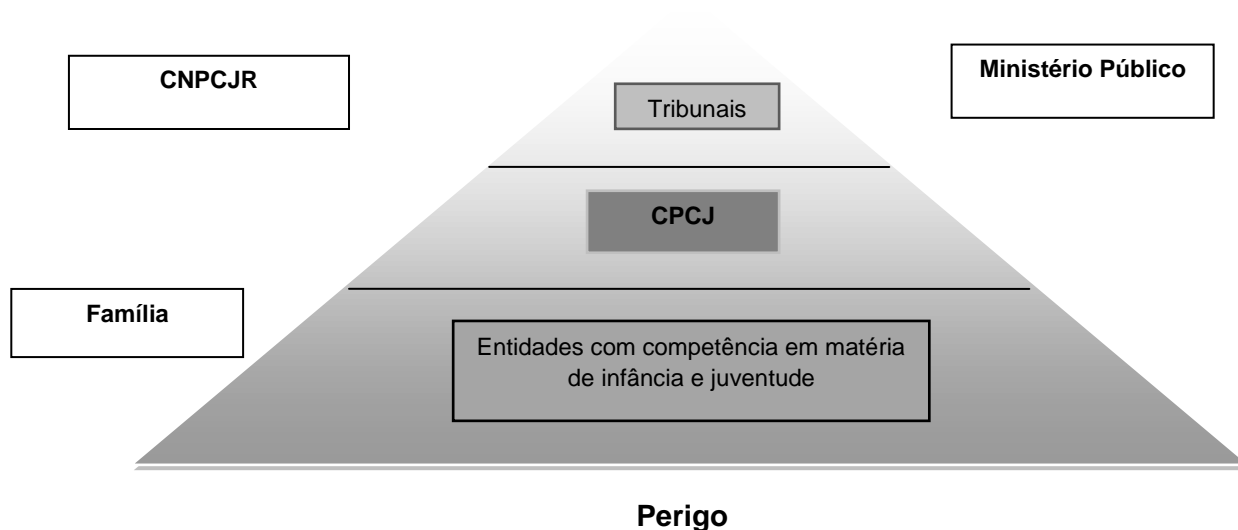 CNPCJR
Ministério Público
Tribunais
CPCJ
Família
Entidades com competência em matéria
de infância e juventude
Perigo